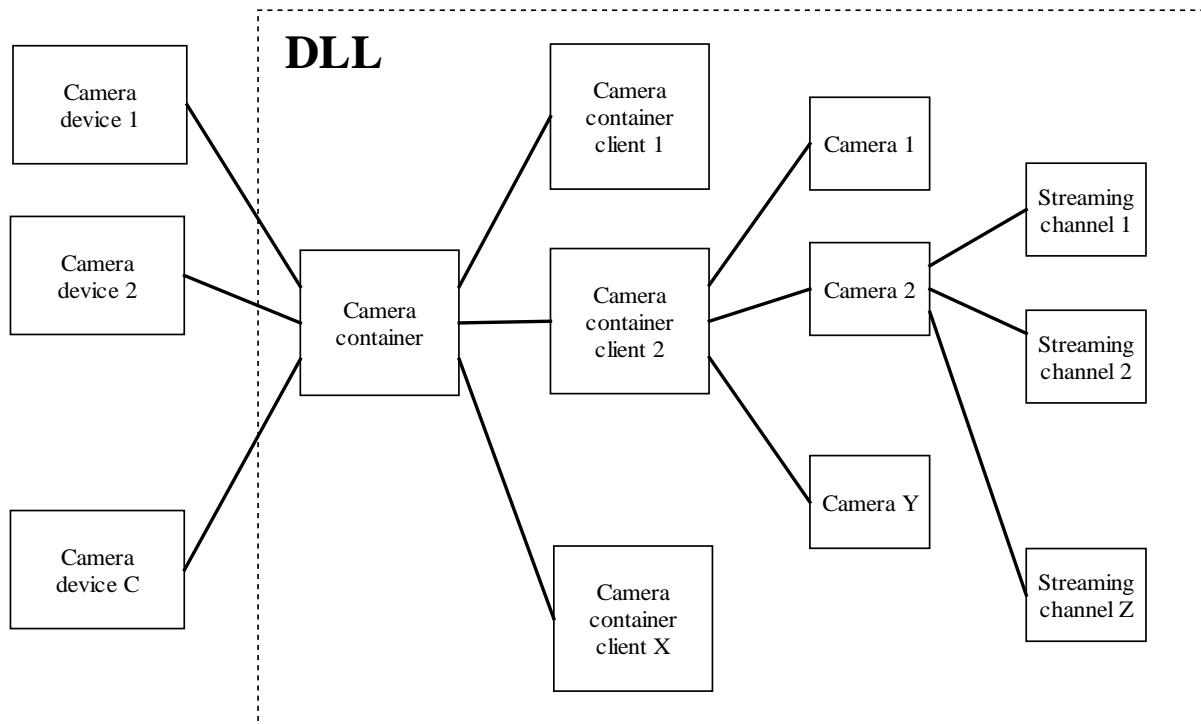 DLL
Camera
device 1
Camera
device 2
Camera
device C
Camera
container
Camera
container
client 1
Camera
container
client 2
Camera
container
client X
Camera 1
Camera 2
Camera Y
Streaming
channel 1
Streaming
channel 2
Streaming
channel Z